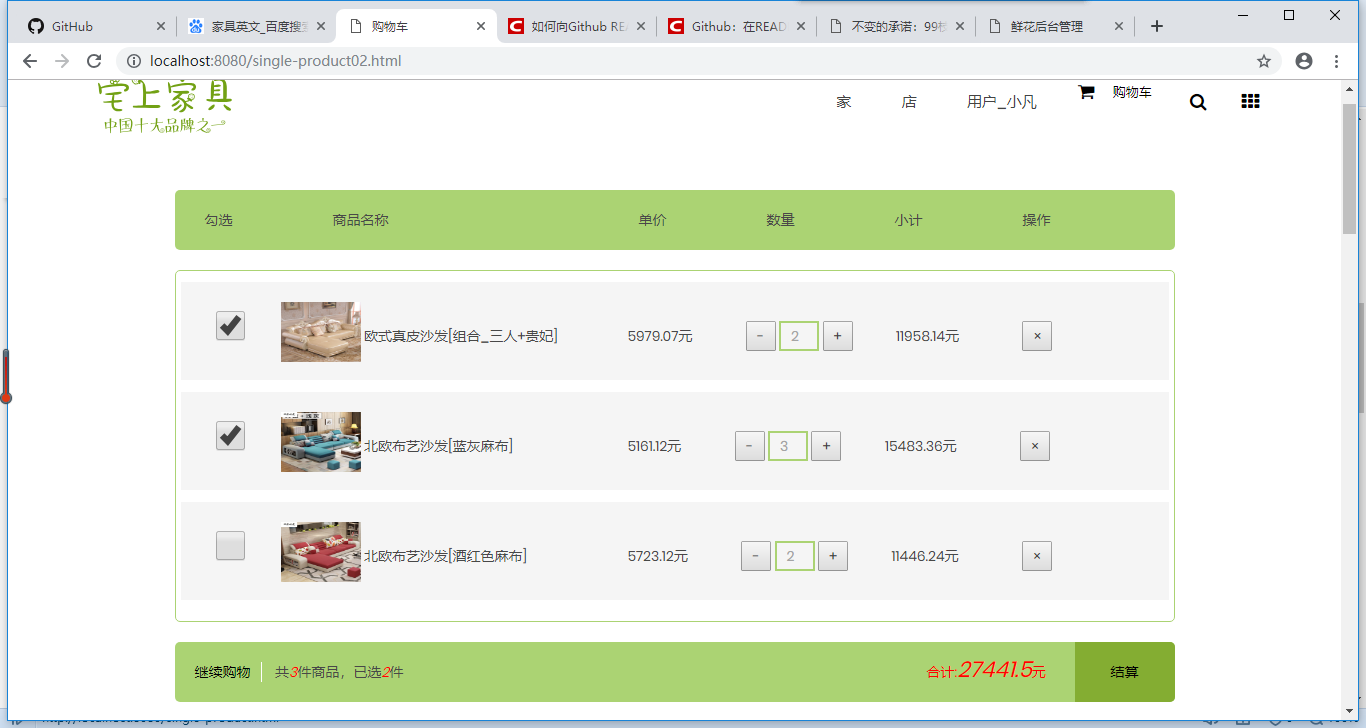 GitHub
家具英文_百度搜
购物车
如何向Github RE
Github：在READ
不变的承诺：99
鲜花后台管理
localhost:8080/single-product02.html
宅上家具
中国十大品牌之一
家
店
用户_小凡
购物车
勾选
商品名称
单价
数量
小计
操作
欧式真皮沙发[组合_三人+贵妃]
5979.07元
-
2
+
11958.14元
×
北欧布艺沙发[蓝灰麻布]
5161.12元
-
3
+
15483.36元
×
北欧布艺沙发[酒红色麻布]
5723.12元
-
2
+
11446.24元
×
继续购物
共3件商品，已选2件
合计:27441.5元
结算